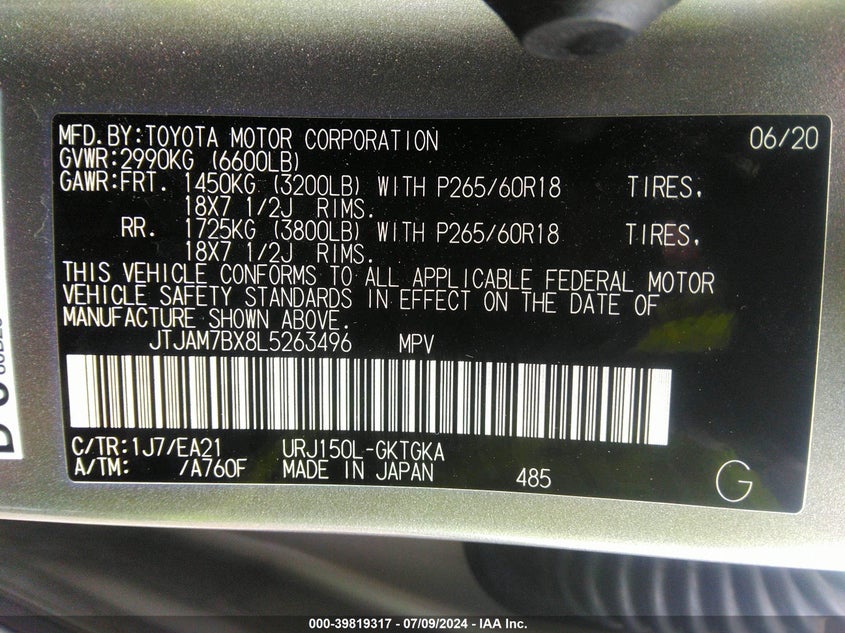 MFD.BY:TOYOTA MOTOR CORPORATION 06/20
GVWR:2990KG (6600LB)
GAWR:FRT. 1450KG (3200LB) WITH P265/60R18 TIRES,
18X7 1/2J RIMS.
RR. 1725KG (3800LB) WITH P265/60R18 TIRES,
18X7 1/2J RIMS.
THIS VEHICLE CONFORMS TO ALL APPLICABLE FEDERAL MOTOR
VEHICLE SAFETY STANDARDS IN EFFECT ON THE DATE OF
MANUFACTURE SHOWN ABOVE.
JTJAM7BX8L5263496 MPV
C/TR:1J7/EA21 URJ150L-GKTGKA
A/TM: /A760F MADE IN JAPAN 485
G
000-39819317 - 07/09/2024 - IAA Inc.